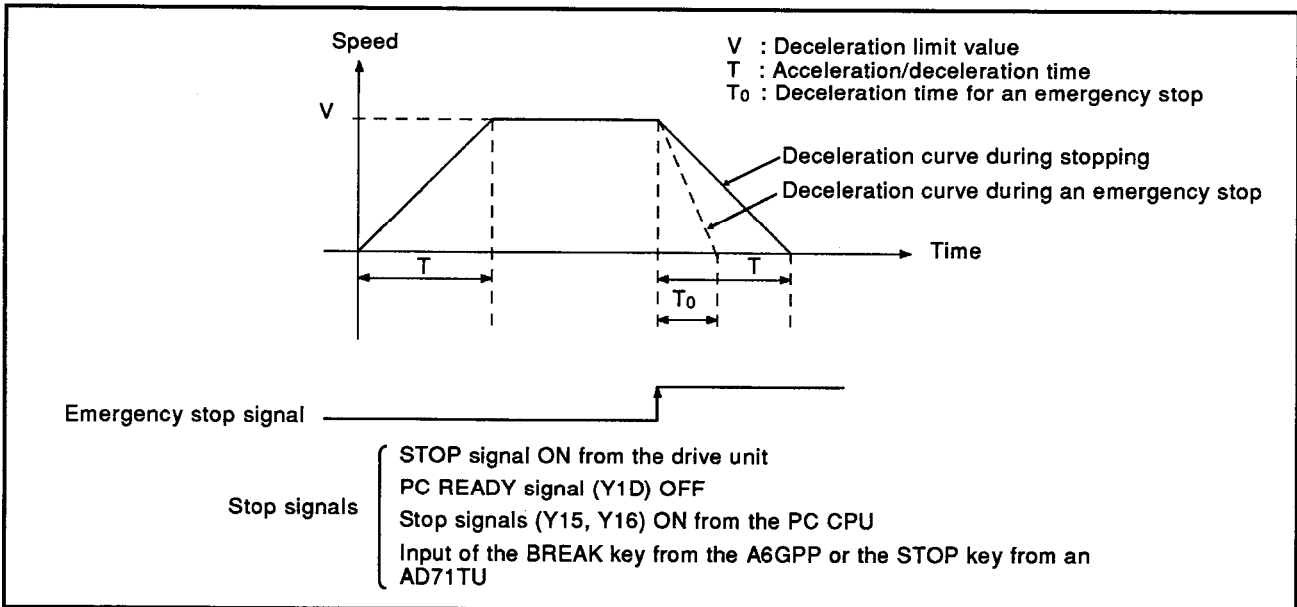 Speed
V : Deceleration limit value
T : Acceleration/deceleration time
T0 : Deceleration time for an emergency stop
V
Deceleration curve during stopping
Deceleration curve during an emergency stop
Time
T
T
T0
Emergency stop signal
Stop signals
STOP signal ON from the drive unit
PC READY signal (Y1D) OFF
Stop signals (Y15, Y16) ON from the PC CPU
Input of the BREAK key from the A6GPP or the STOP key from an
AD71TU